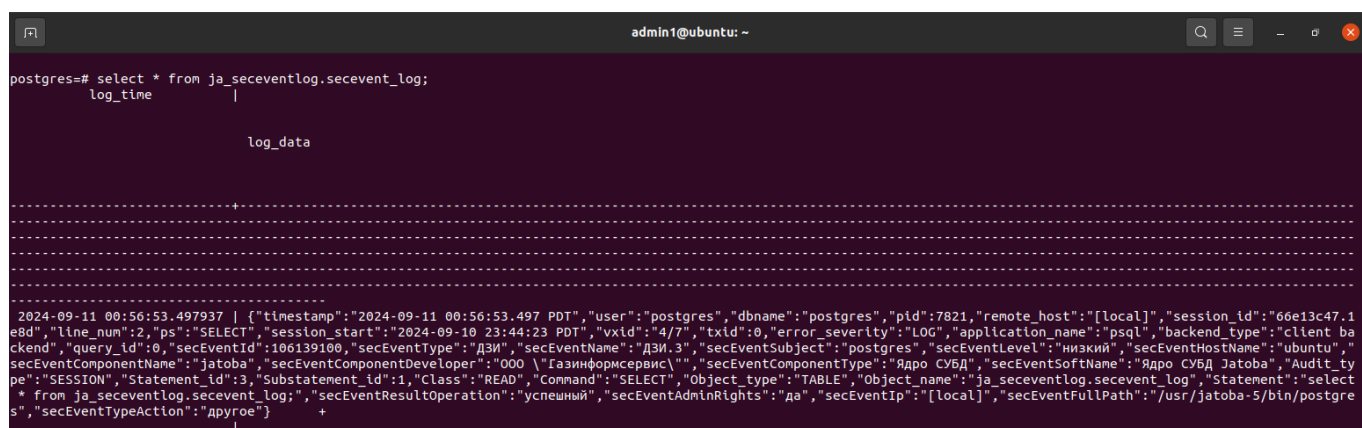 admin1@ubuntu: ~
postgres=# select * from ja_seceventlog.secevent_log;
log_time |
log_data
---------------------------+--------------------------------------------------------------------------------------------------------------------------------------------
------------------------------------------------------------------------------------------------------------------------------------------------------------------------
------------------------------------------------------------------------------------------------------------------------------------------------------------------------
------------------------------------------------------------------------------------------------------------------------------------------------------------------------
------------------------------------------------------------------------------------------------------------------------------------------------------------------------
------------------------------------------------------------------------------------------------------------------------------------------------------------------------
---------------------------------------
2024-09-11 00:56:53.497937 | {"timestamp":"2024-09-11 00:56:53.497 PDT","user":"postgres","dbname":"postgres","pid":7821,"remote_host":"[local]","session_id":"66e13c47.1
e8d","line_num":2,"ps":"SELECT","session_start":"2024-09-10 23:44:23 PDT","vxid":"4/7","txid":0,"error_severity":"LOG","application_name":"psql","backend_type":"client ba
ckend","query_id":0,"secEventId":106139100,"secEventType":"ДЗИ","secEventName":"ДЗИ.3","secEventSubject":"postgres","secEventLevel":"низкий","secEventHostName":"ubuntu","
secEventComponentName":"jatoba","secEventComponentDeveloper":"ООО \"Газинформсервис\"","secEventComponentType":"Ядро СУБД","secEventSoftName":"Ядро СУБД Jatoba","Audit_ty
pe":"SESSION","Statement_id":3,"Substatement_id":1,"Class":"READ","Command":"SELECT","Object_type":"TABLE","Object_name":"ja_seceventlog.secevent_log","Statement":"select
* from ja_seceventlog.secevent_log;","secEventResultOperation":"успешный","secEventAdminRights":"да","secEventIp":"[local]","secEventFullPath":"/usr/jatoba-5/bin/postgre
s","secEventTypeAction":"другое"} +
|